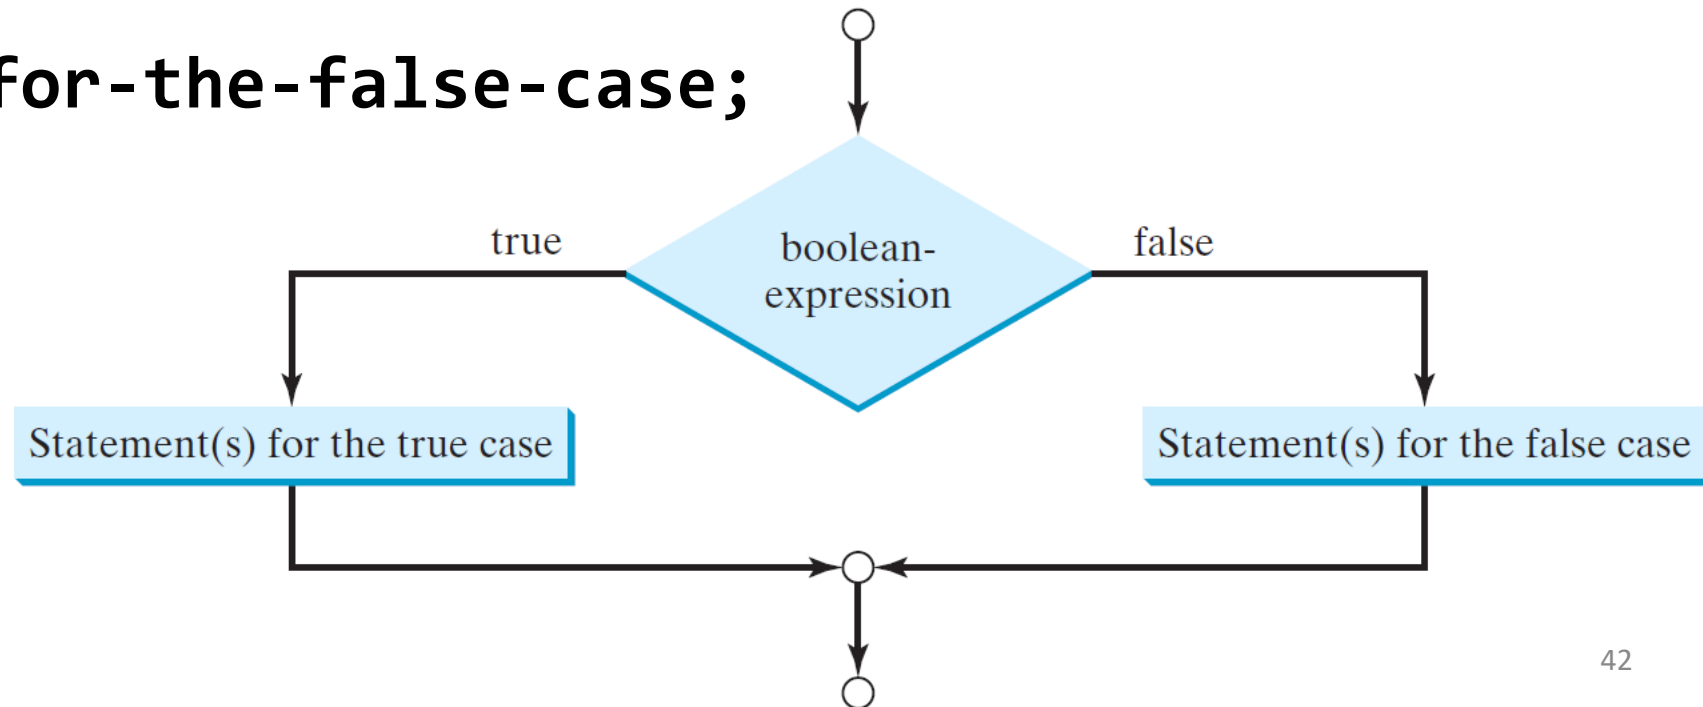 for-the-false-case;
true
boolean-
expression
false
Statement(s) for the true case
Statement(s) for the false case
42